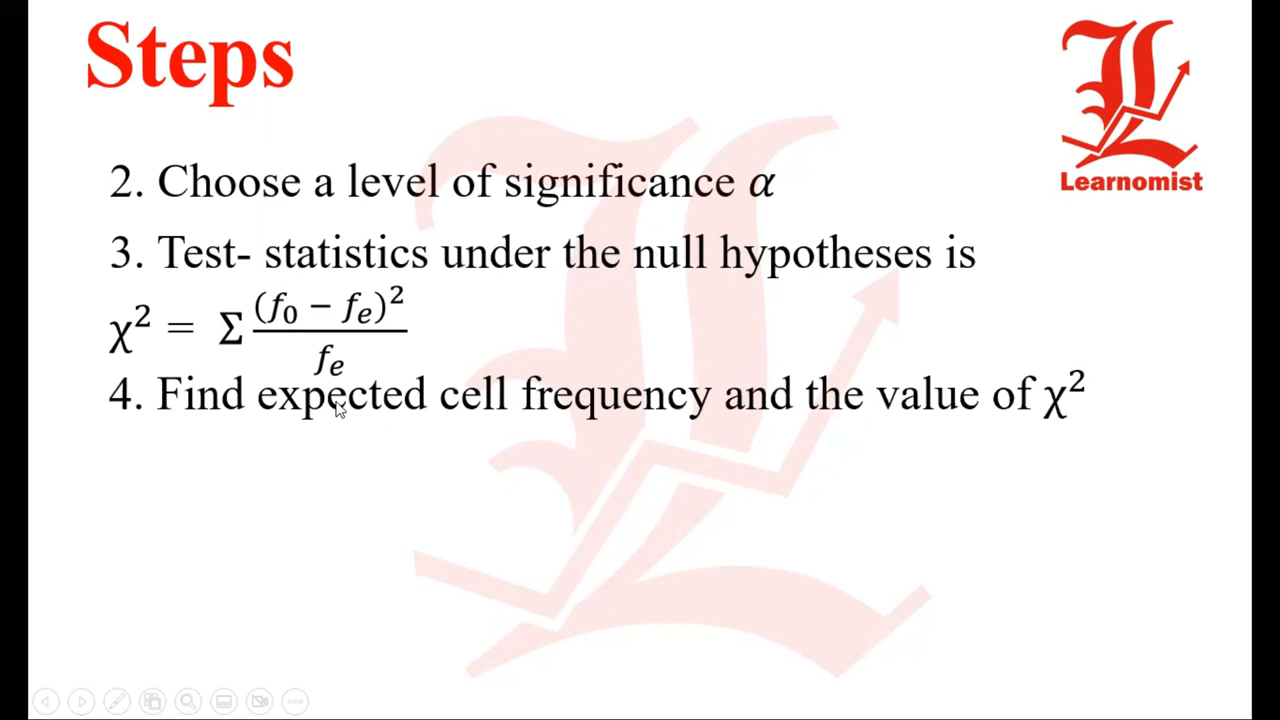 Steps
Learnomist
2. Choose a level of significance α
3. Test- statistics under the null hypotheses is
χ² = Σ (f₀ − fₑ)² / fₑ
4. Find expected cell frequency and the value of χ²